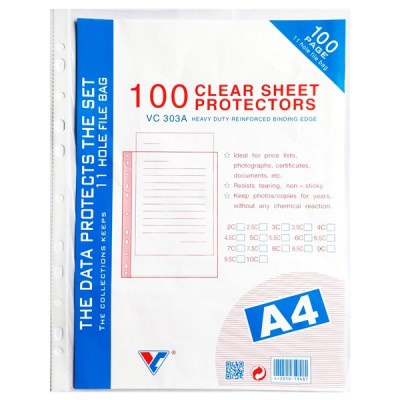 100
PAGE
11 hole file bag
100 CLEAR SHEET
PROTECTORS
VC 303A HEAVY DUTY REINFORCED BINDING EDGE
THE DATA PROTECTS THE SET
11 HOLE FILE BAG
THE COLLECTIONS KEEPS
Ideal for price lists,
photographs, certificates,
documents, etc.
Resists tearing, non - sticky
Keep photos/copies for years,
without any chemical reaction.
2C 2.5C 3C 3.5C 4C
4.5C 5C 5.5C 6C 6.5C
7C 7.5C 8C 8.5C 9C
9.5C 10C
A4